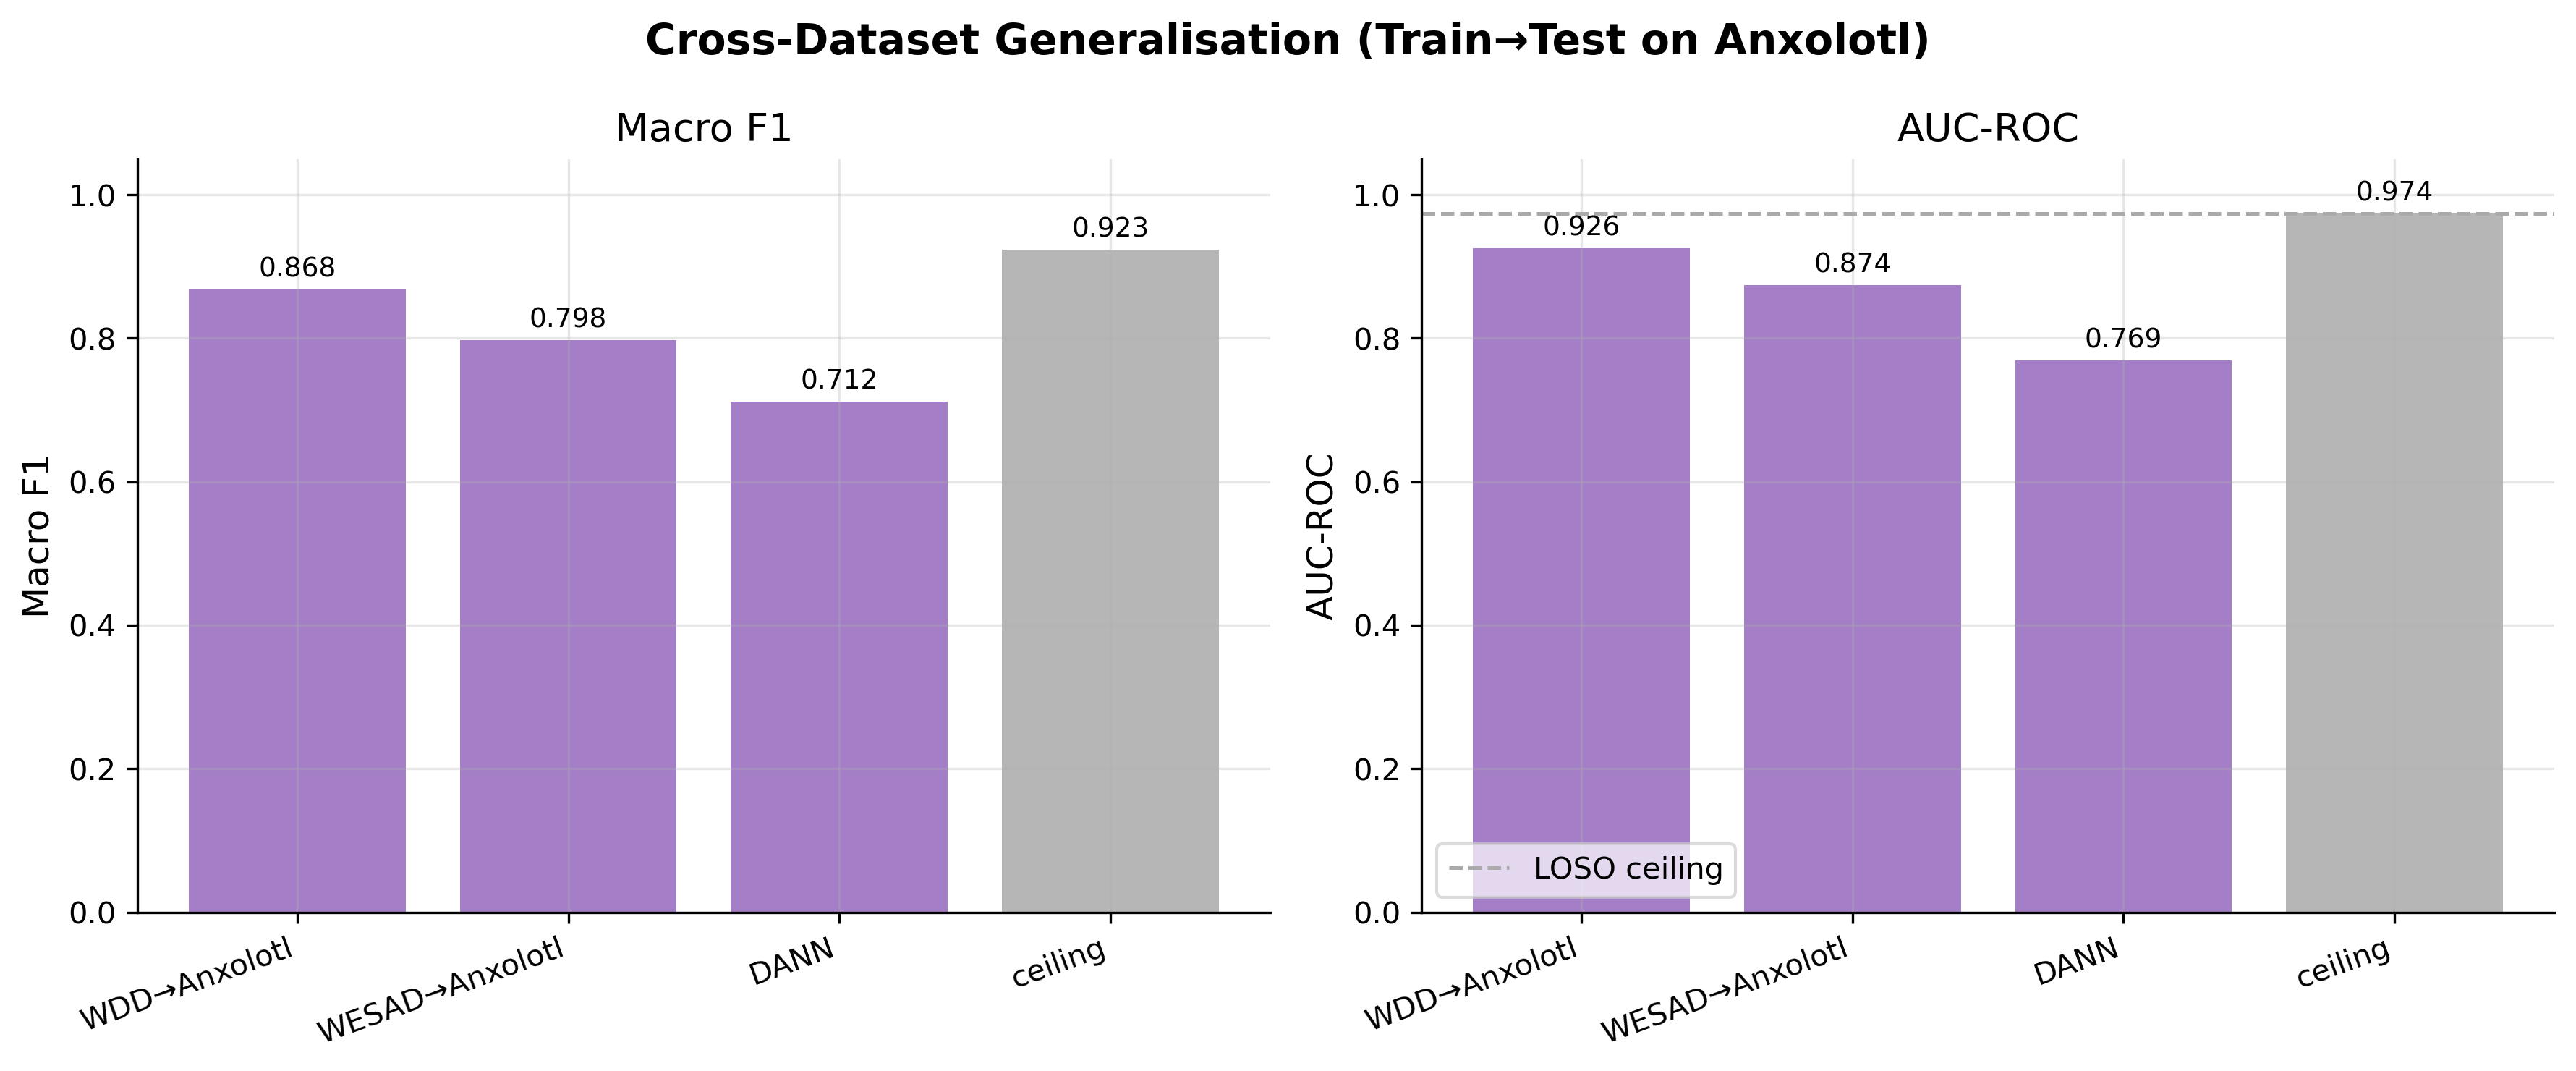 Cross-Dataset Generalisation (Train→Test on Anxolotl)
Macro F1
Macro F1
1.0
0.8
0.6
0.4
0.2
0.0
0.868
0.798
0.712
0.923
WDD→Anxolotl
WESAD→Anxolotl
DANN
ceiling
AUC-ROC
AUC-ROC
1.0
0.8
0.6
0.4
0.2
0.0
0.926
0.874
0.769
0.974
LOSO ceiling
WDD→Anxolotl
WESAD→Anxolotl
DANN
ceiling